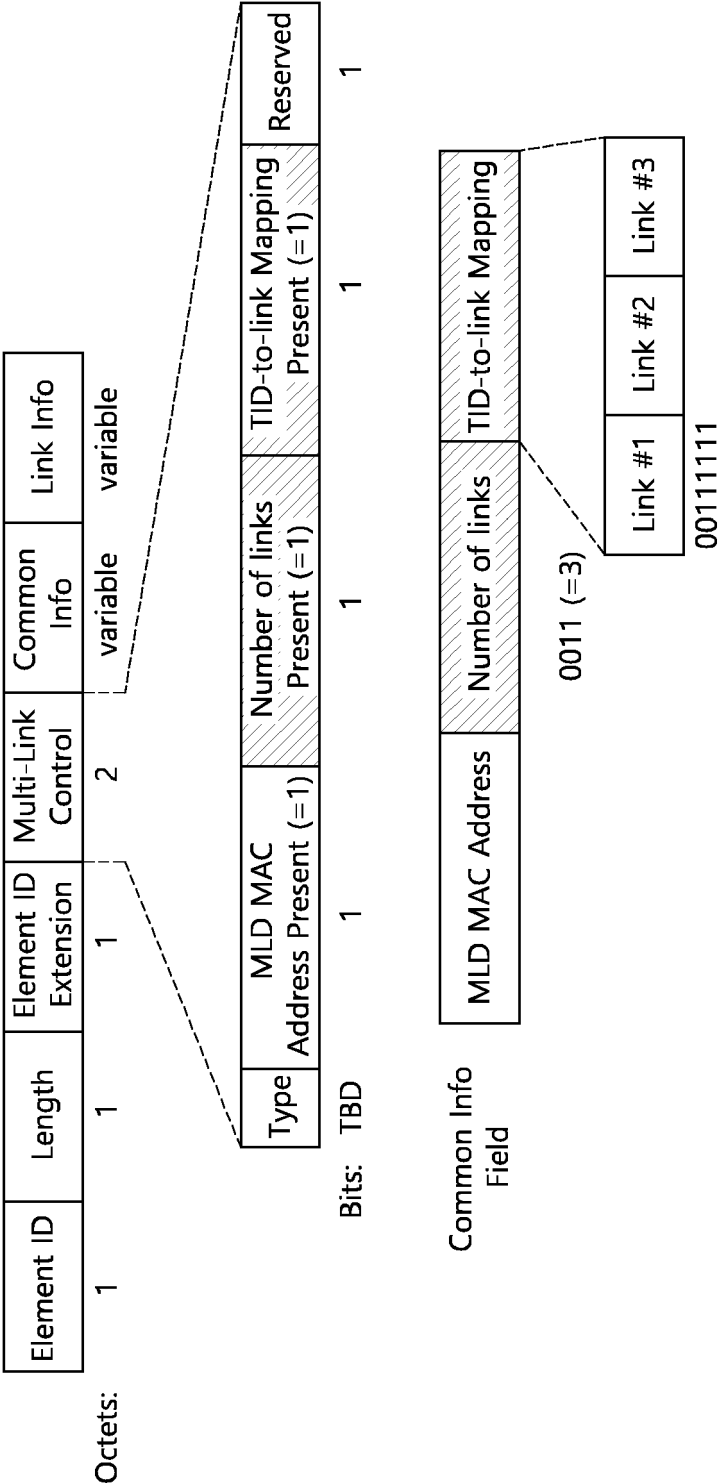 Element ID
Length
Element ID
Extension
Multi-Link
Control
Common
Info
Link Info
Octets:
1
1
1
2
variable
variable
Type
MLD MAC
Address Present (=1)
Number of links
Present (=1)
TID-to-link Mapping
Present (=1)
Reserved
Bits:
TBD
1
1
1
1
Common Info
Field
MLD MAC Address
Number of links
TID-to-link Mapping
0011 (=3)
Link #1
Link #2
Link #3
00111111